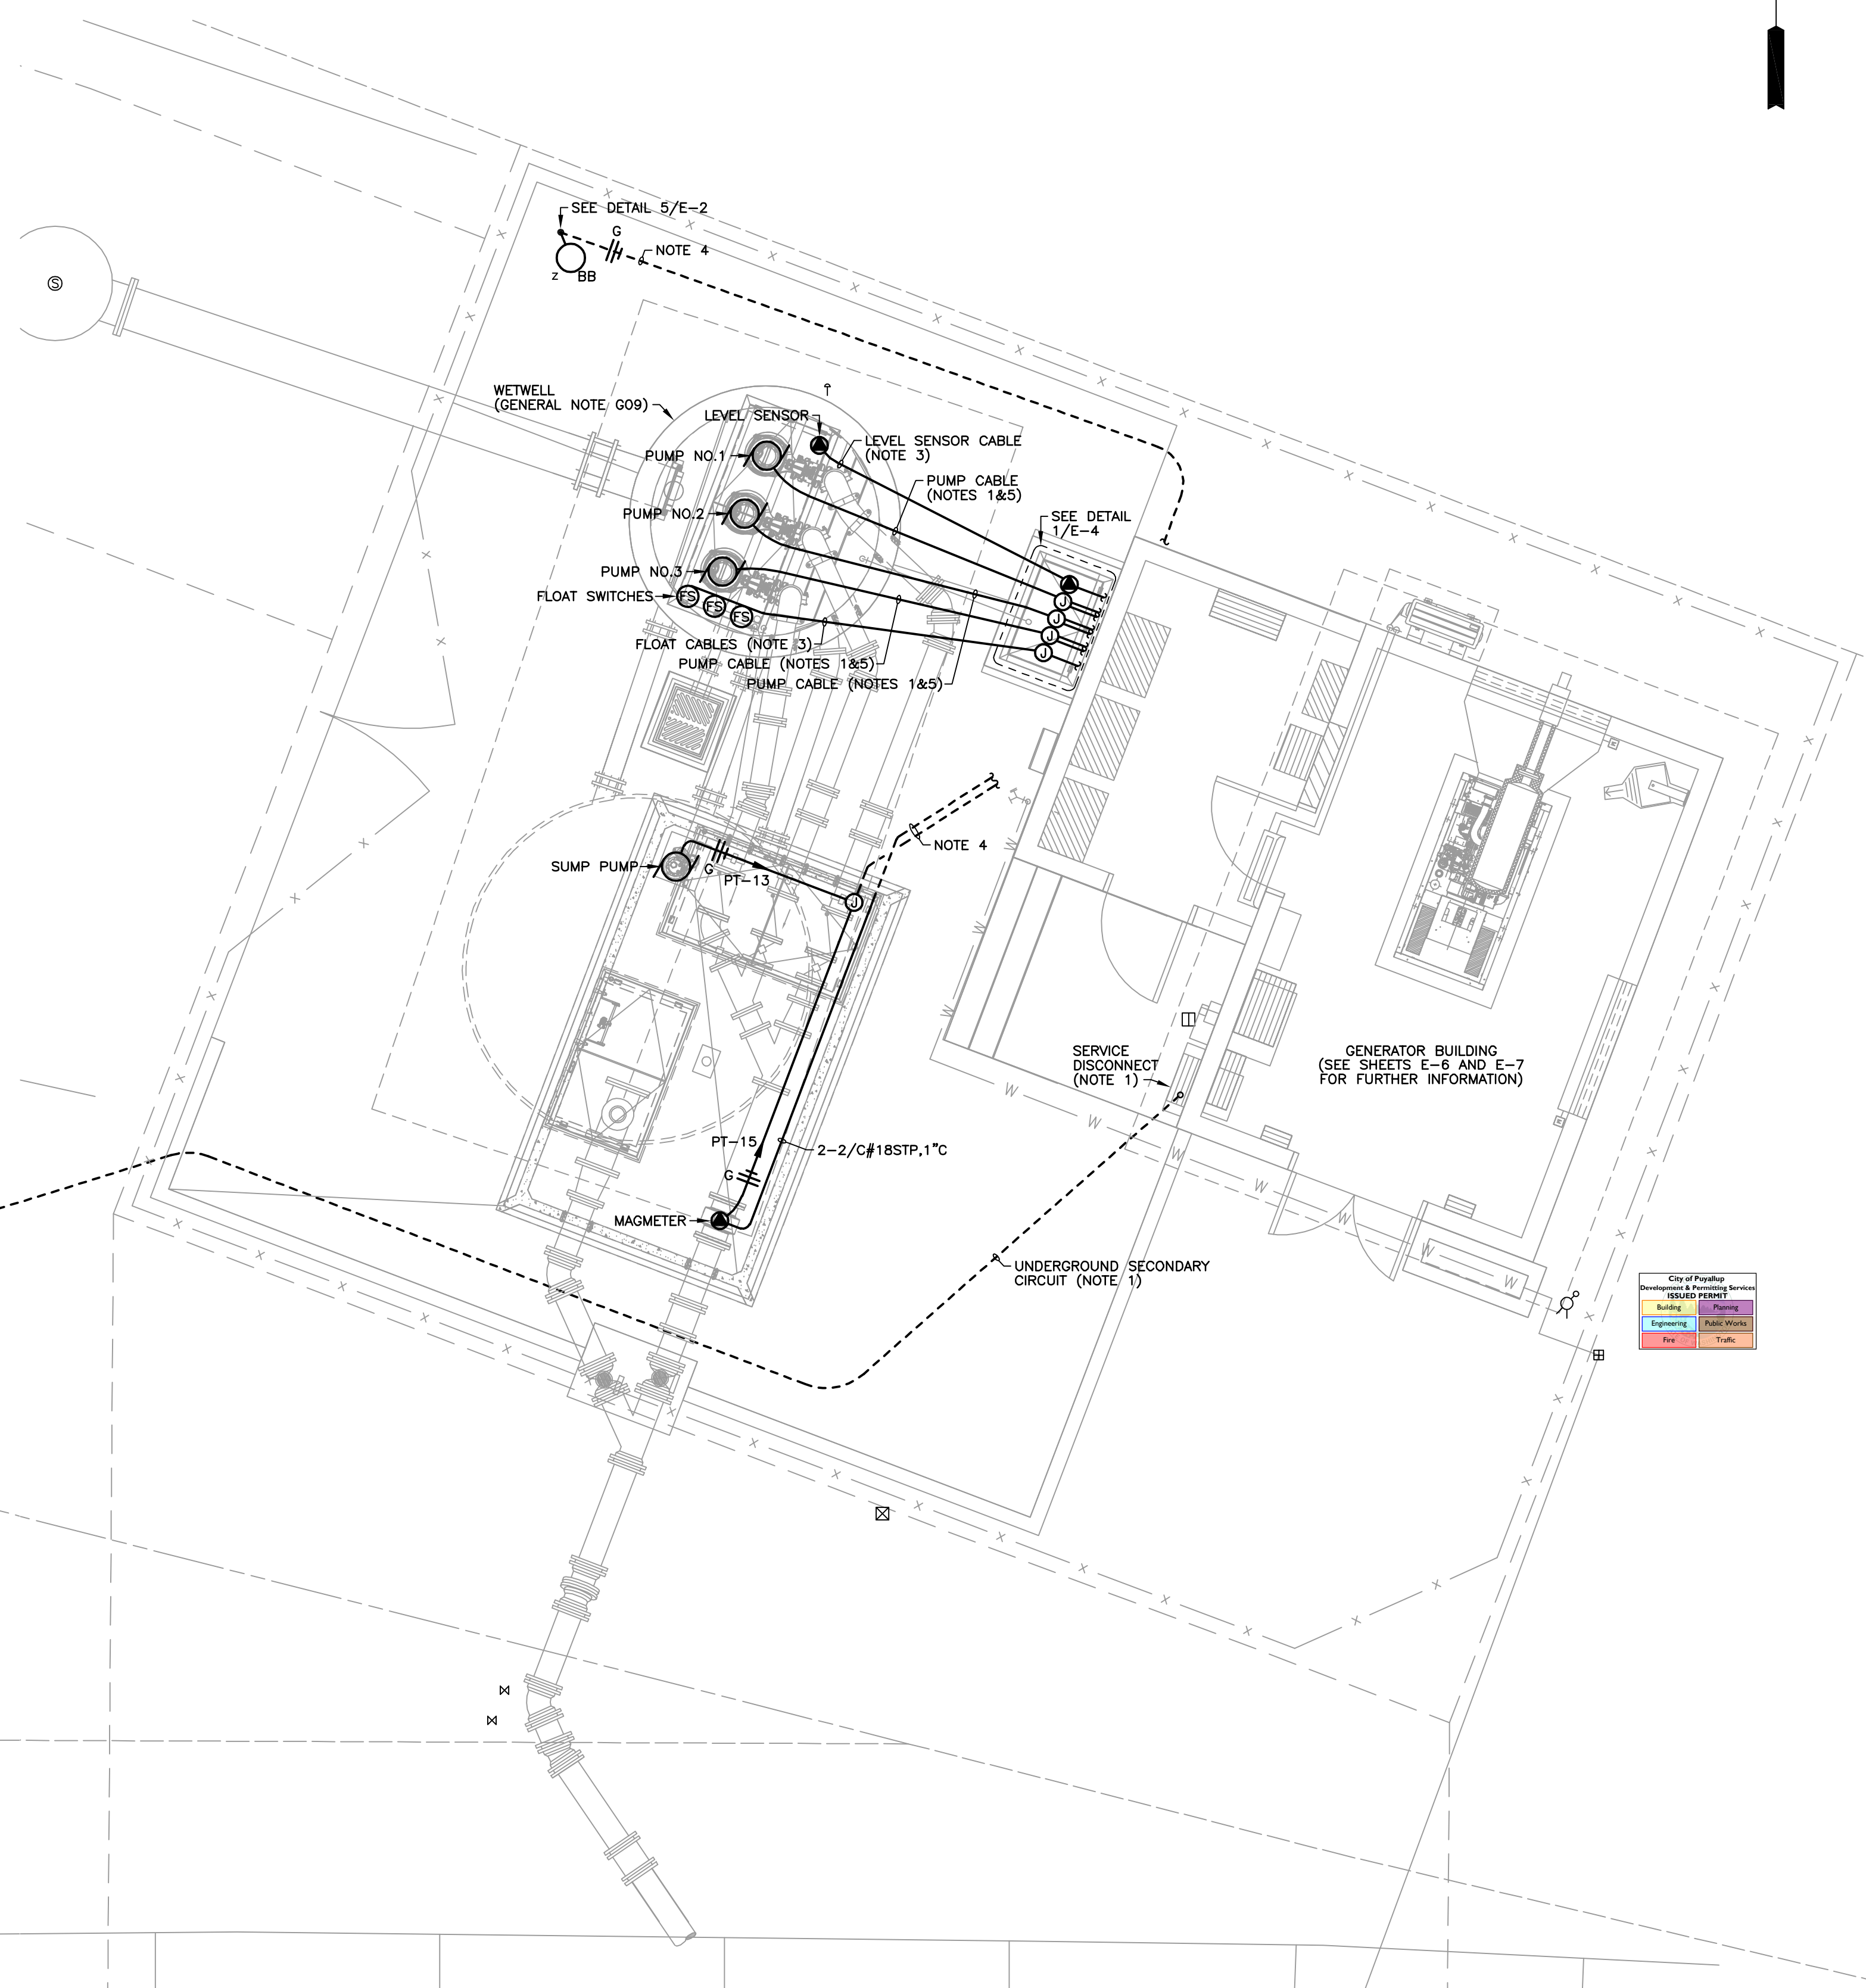 SEE DETAIL 5/E-2
G
NOTE 4
Z
BB
S
WETWELL
(GENERAL NOTE G09)
LEVEL SENSOR
LEVEL SENSOR CABLE
(NOTE 3)
PUMP NO.1
PUMP CABLE
(NOTES 1&5)
PUMP NO.2
SEE DETAIL
1/E-4
PUMP NO.3
FLOAT SWITCHES
FS
FS
FS
J
J
J
J
FLOAT CABLES (NOTE 3)
PUMP CABLE (NOTES 1&5)
PUMP CABLE (NOTES 1&5)
NOTE 4
SUMP PUMP
G
PT-13
J
SERVICE
DISCONNECT
(NOTE 1)
GENERATOR BUILDING
(SEE SHEETS E-6 AND E-7
FOR FURTHER INFORMATION)
PT-15
2-2/C#18STP,1"C
G
MAGMETER
UNDERGROUND SECONDARY
CIRCUIT (NOTE 1)
City of Puyallup
Development & Permitting Services
ISSUED PERMIT
Building Planning
Engineering Public Works
Fire Traffic